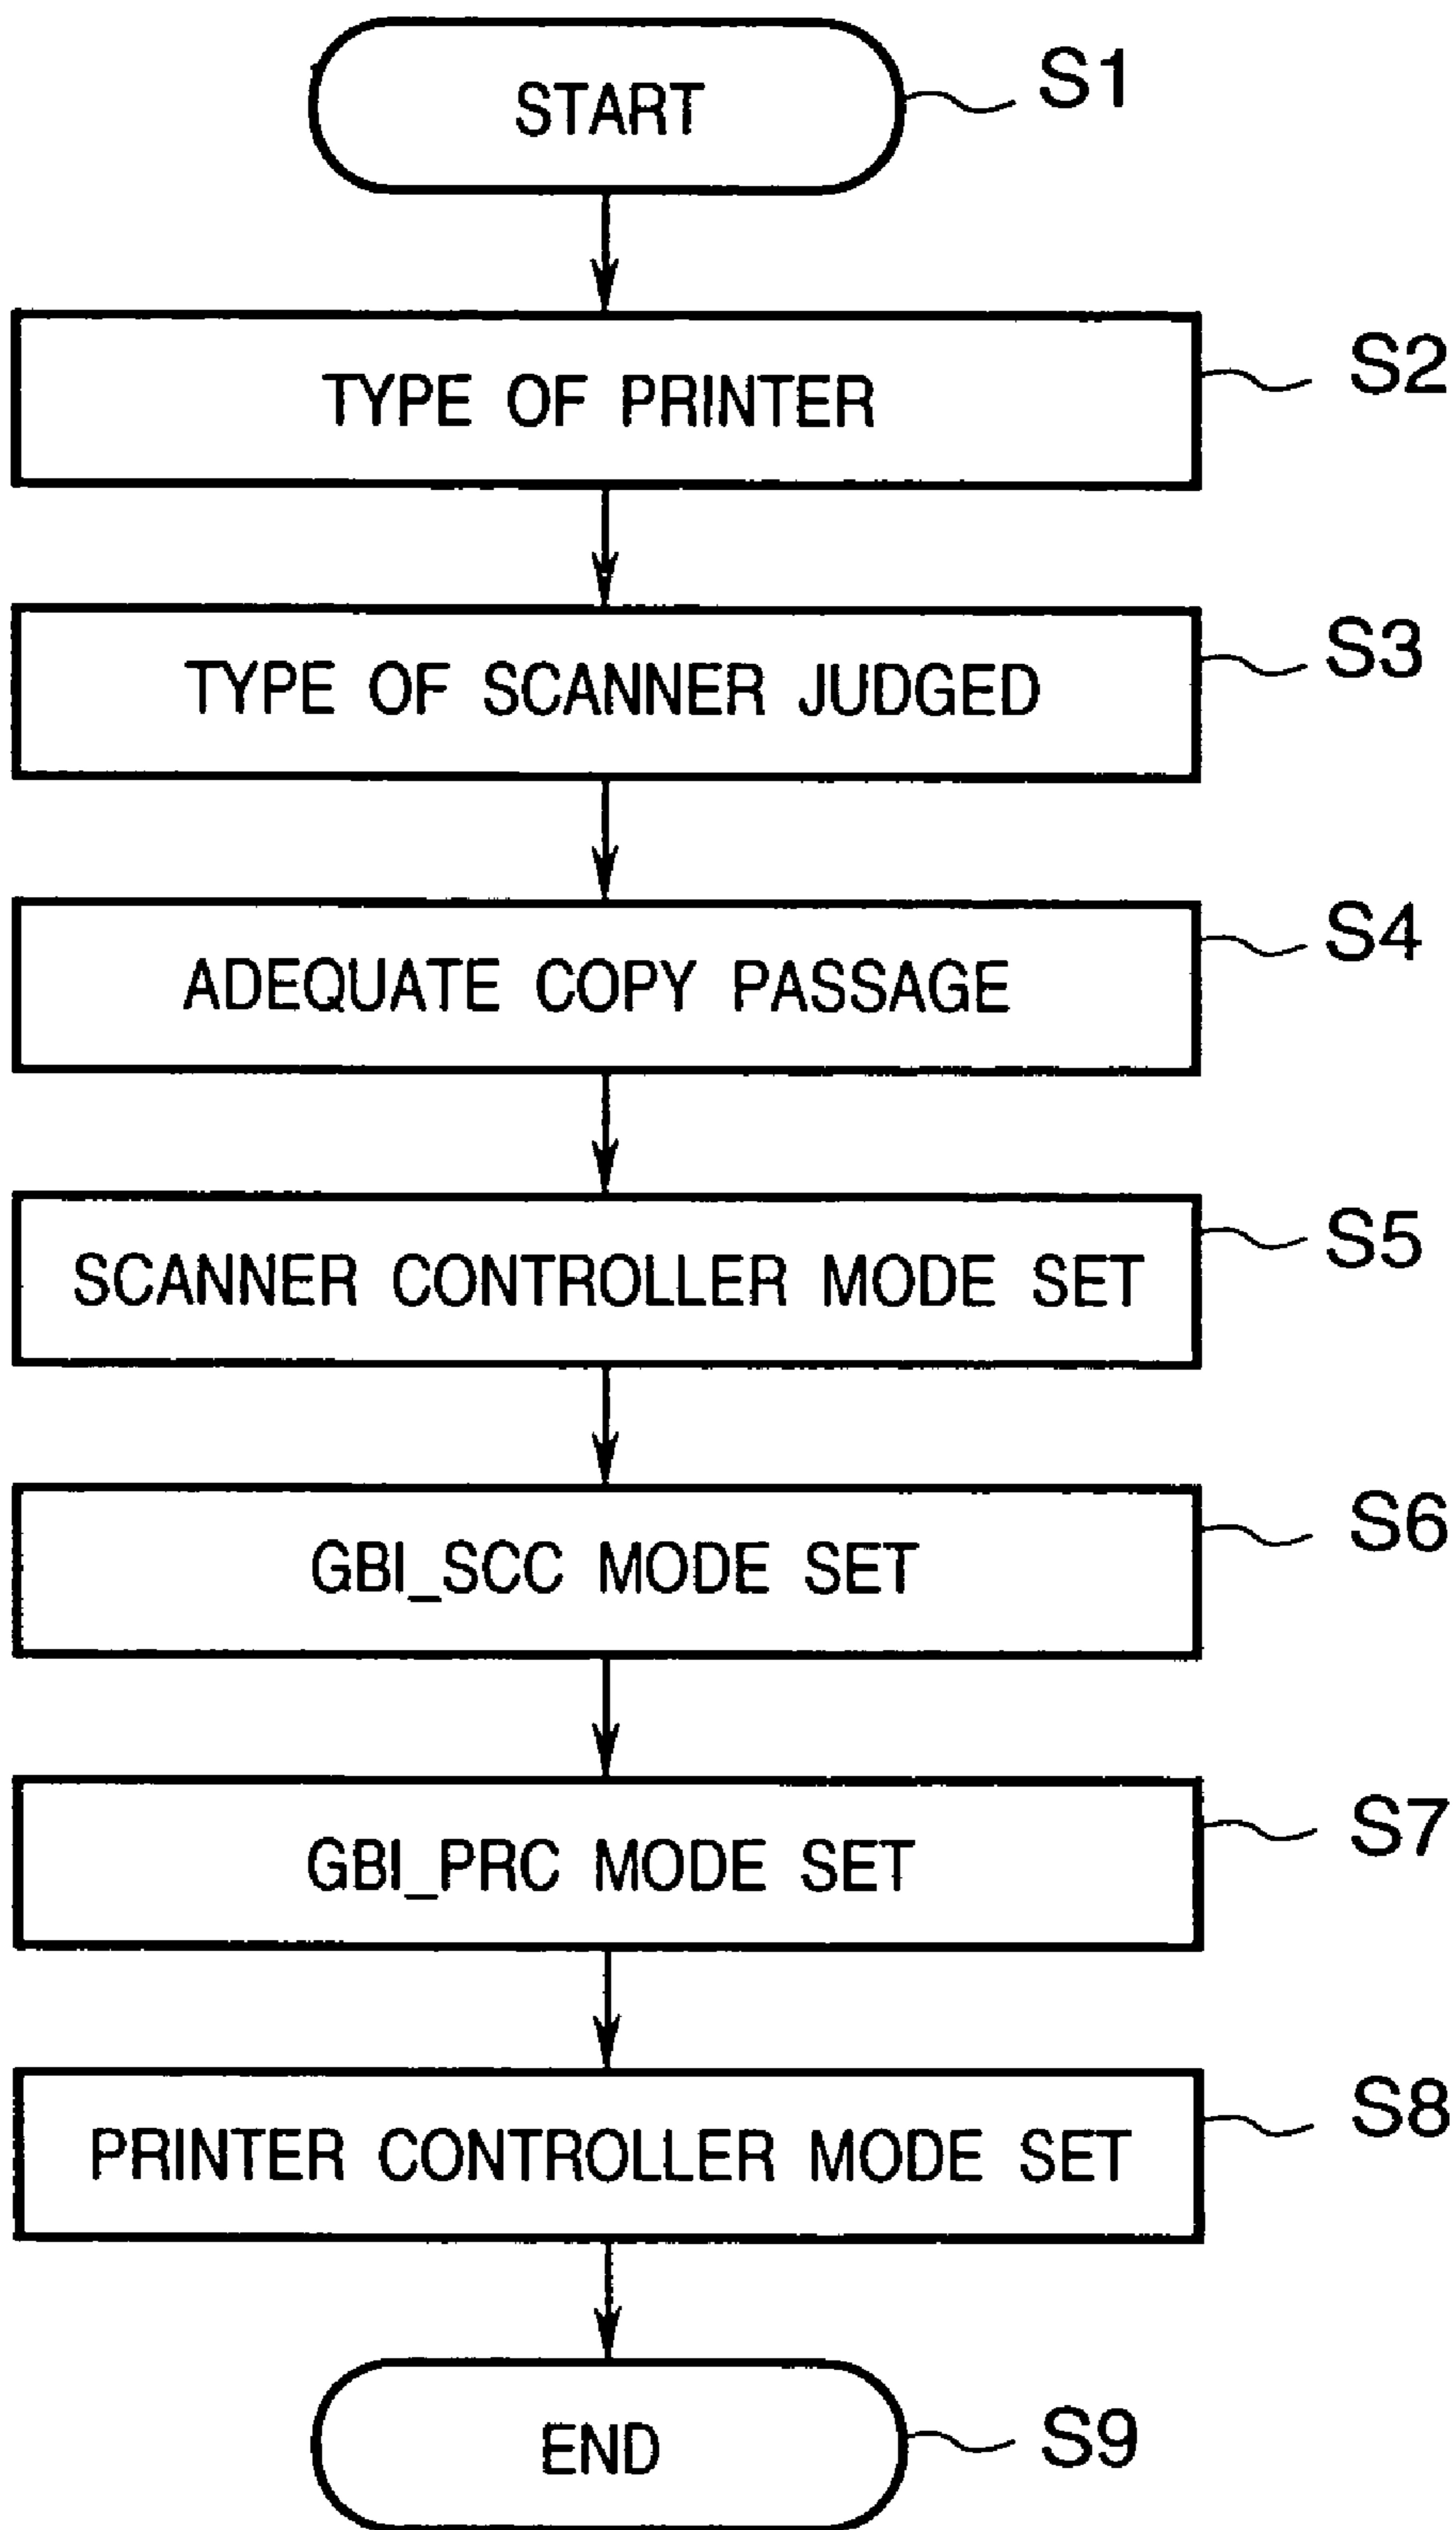 START S1
TYPE OF PRINTER S2
TYPE OF SCANNER JUDGED S3
ADEQUATE COPY PASSAGE S4
SCANNER CONTROLLER MODE SET S5
GBI_SCC MODE SET S6
GBI_PRC MODE SET S7
PRINTER CONTROLLER MODE SET S8
END S9